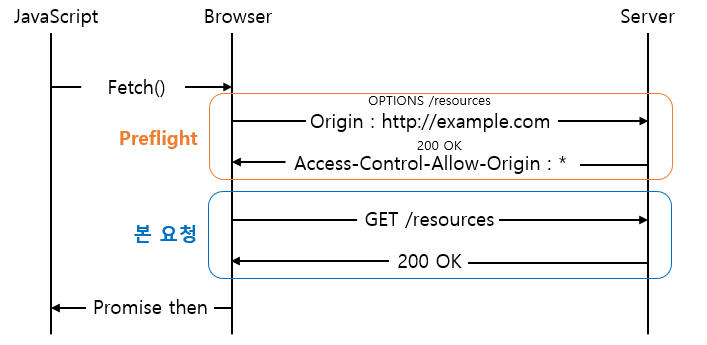 JavaScript
Browser
Server
Fetch()
OPTIONS /resources
Origin : http://example.com
Preflight
200 OK
Access-Control-Allow-Origin : *
본 요청
GET /resources
200 OK
Promise then